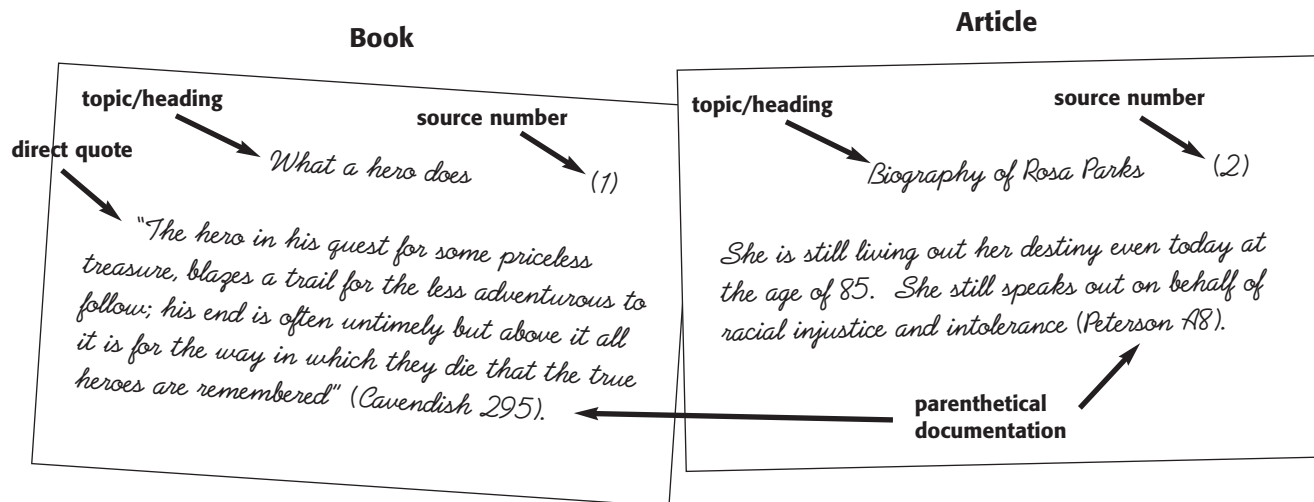 Book
topic/heading
source number
direct quote
What a hero does
(1)
"The hero in his quest for some priceless
treasure, blazes a trail for the less adventurous to
follow; his end is often untimely but above it all
it is for the way in which they die that the true
heroes are remembered" (Cavendish 295).
Article
topic/heading
source number
Biography of Rosa Parks
(2)
She is still living out her destiny even today at
the age of 85. She still speaks out on behalf of
racial injustice and intolerance (Peterson A8).
parenthetical
documentation